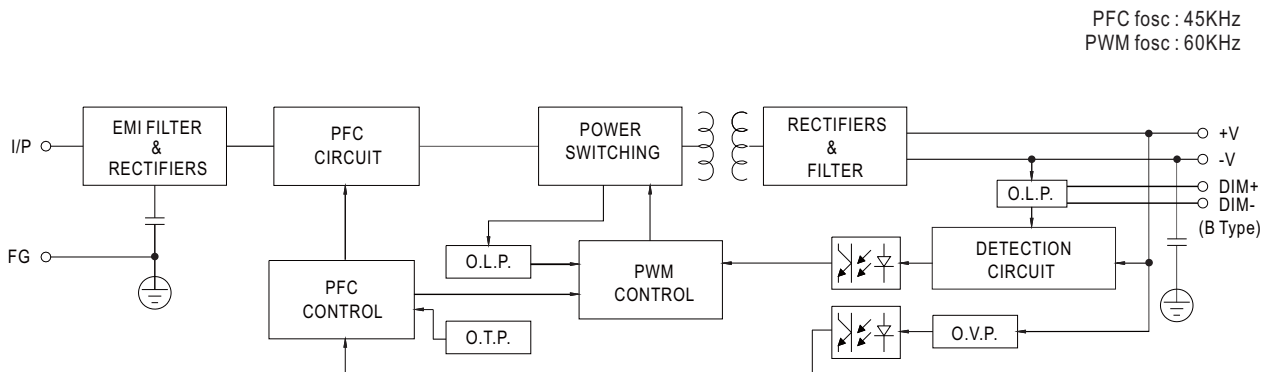 PFC fosc : 45KHz
PWM fosc : 60KHz
I/P
EMI FILTER
&
RECTIFIERS
PFC
CIRCUIT
POWER
SWITCHING
RECTIFIERS
&
FILTER
+V
-V
O.L.P.
DIM+
DIM-
(B Type)
FG
PFC
CONTROL
O.L.P.
PWM
CONTROL
DETECTION
CIRCUIT
O.T.P.
O.V.P.